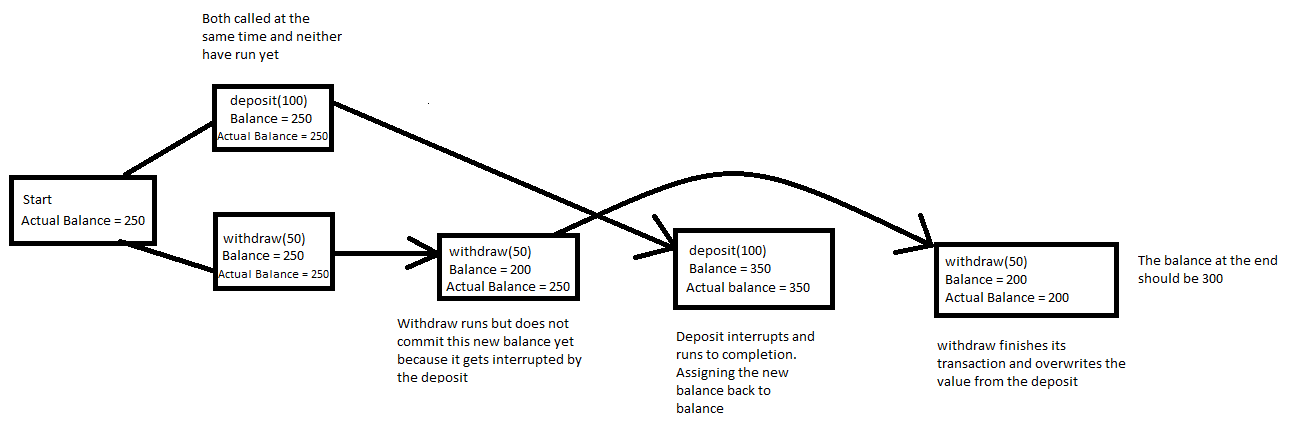 Both called at the
same time and neither
have run yet
deposit(100)
Balance = 250
Actual Balance = 250
Start
Actual Balance = 250
withdraw(50)
Balance = 250
Actual Balance = 250
withdraw(50)
Balance = 200
Actual Balance = 250
Withdraw runs but does not
commit this new balance yet
because it gets interrupted by
the deposit
deposit(100)
Balance = 350
Actual balance = 350
Deposit interrupts and
runs to completion.
Assigning the new
balance back to
balance
withdraw(50)
Balance = 200
Actual Balance = 200
withdraw finishes its
transaction and overwrites the
value from the deposit
The balance at the end
should be 300